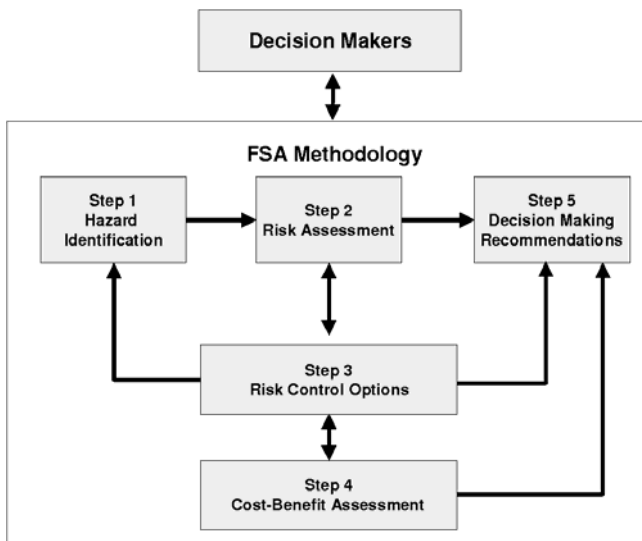 Decision Makers
FSA Methodology
Step 1
Hazard
Identification
Step 2
Risk Assessment
Step 5
Decision Making
Recommendations
Step 3
Risk Control Options
Step 4
Cost-Benefit Assessment